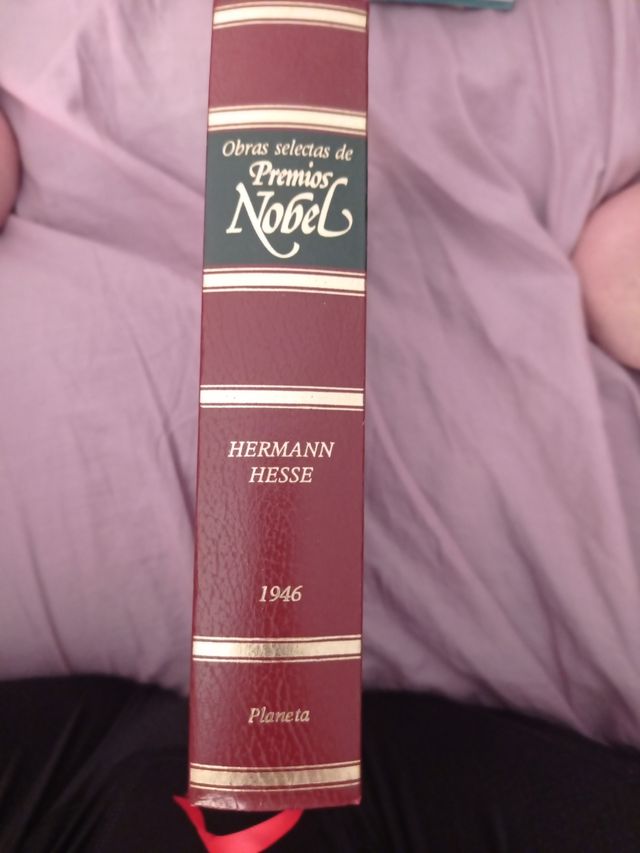 Obras selectas de
Premios
Nobel
HERMANN
HESSE
1946
Planeta